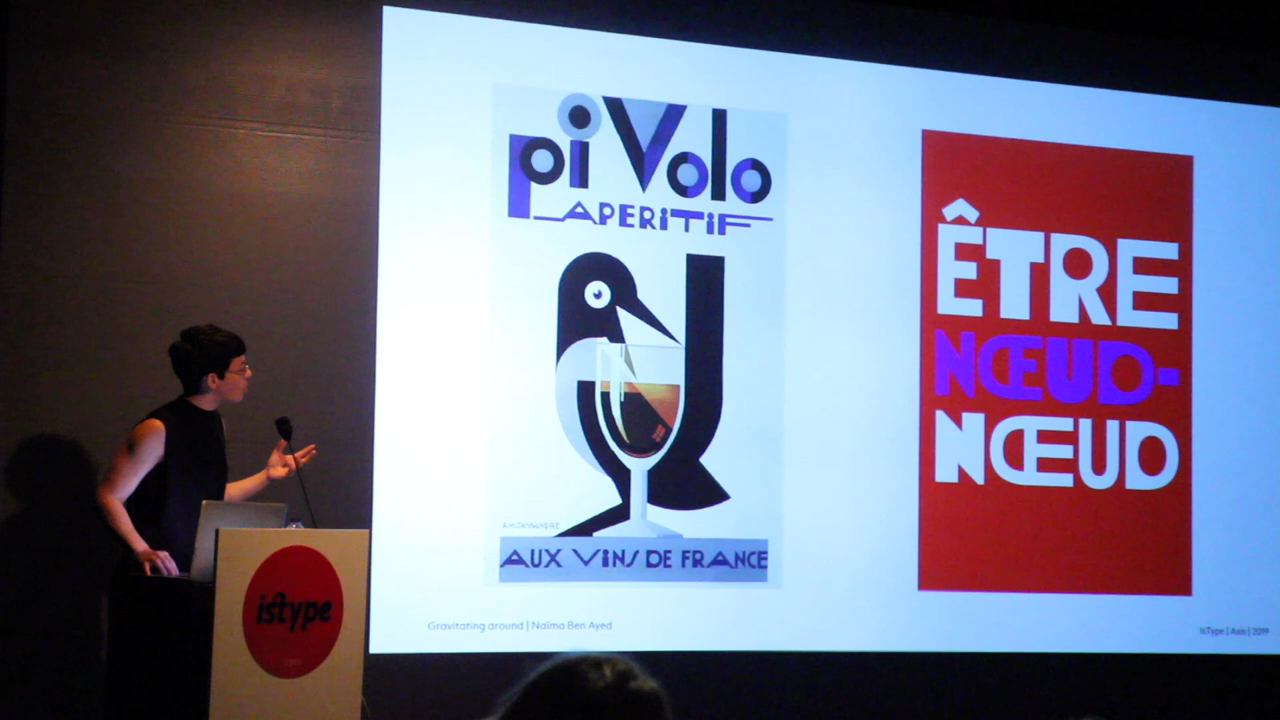 pi Volo
APERiTiF
A.M.CASSANDRE
AUX ViNS DE FRANCE
ÊTRE
NŒUD-
NŒUD
Gravitating around | Naïma Ben Ayed
IsType | Axis | 2019
istype